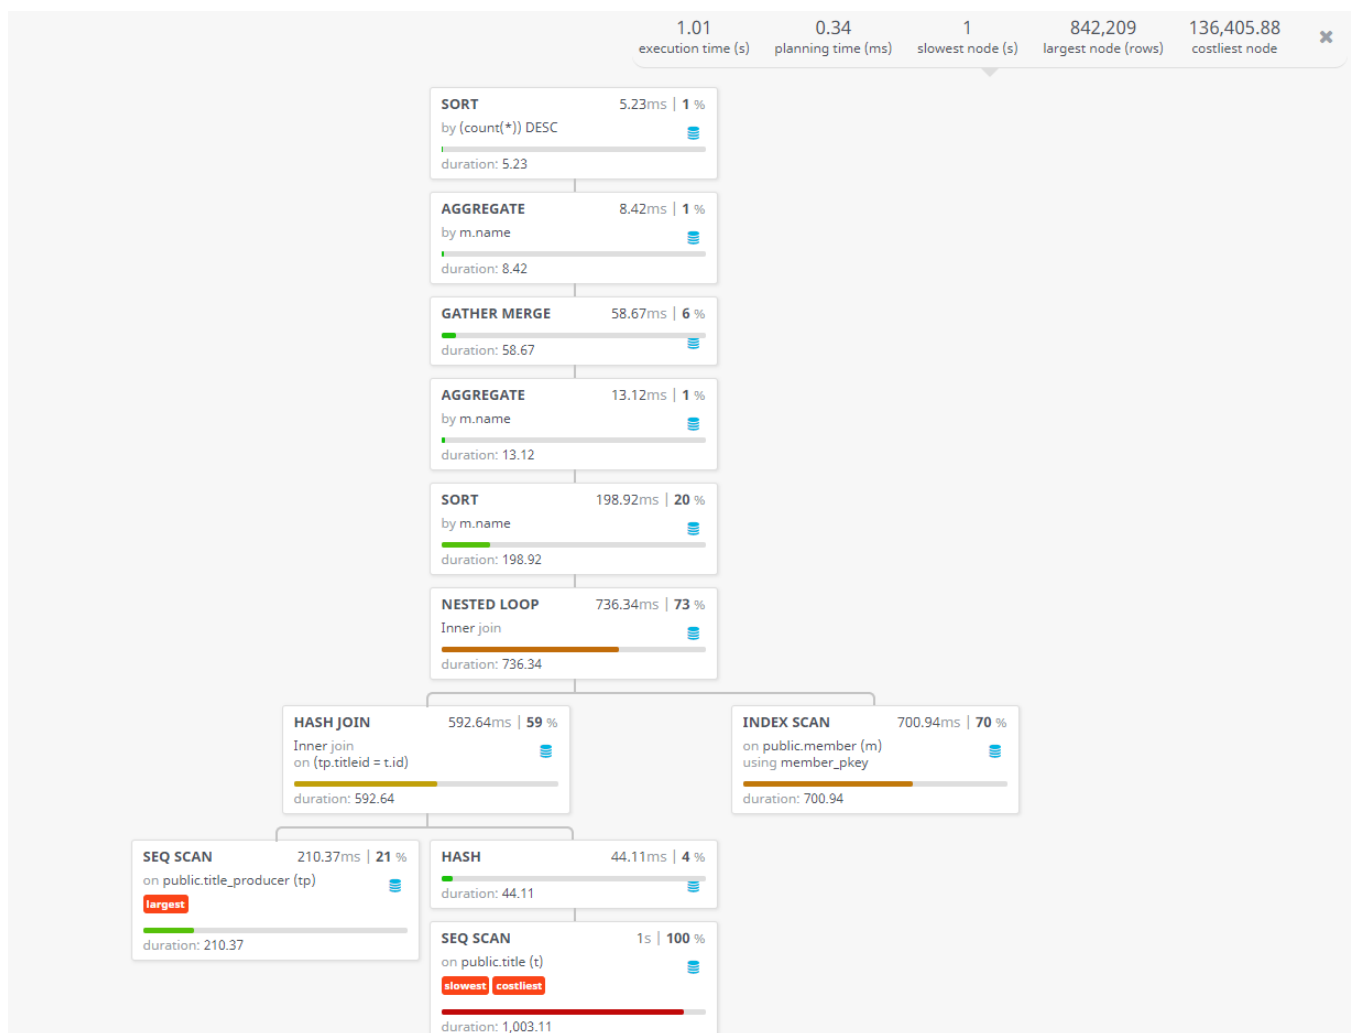 1.01 0.34 1 842,209 136,405.88
execution time (s) planning time (ms) slowest node (s) largest node (rows) costliest node
SORT 5.23ms | 1 %
by (count(*)) DESC
duration: 5.23
AGGREGATE 8.42ms | 1 %
by m.name
duration: 8.42
GATHER MERGE 58.67ms | 6 %
duration: 58.67
AGGREGATE 13.12ms | 1 %
by m.name
duration: 13.12
SORT 198.92ms | 20 %
by m.name
duration: 198.92
NESTED LOOP 736.34ms | 73 %
Inner join
duration: 736.34
HASH JOIN 592.64ms | 59 %
Inner join
on (tp.titleid = t.id)
duration: 592.64
INDEX SCAN 700.94ms | 70 %
on public.member (m)
using member_pkey
duration: 700.94
SEQ SCAN 210.37ms | 21 %
on public.title_producer (tp)
largest
duration: 210.37
HASH 44.11ms | 4 %
duration: 44.11
SEQ SCAN 1s | 100 %
on public.title (t)
slowest costliest
duration: 1,003.11